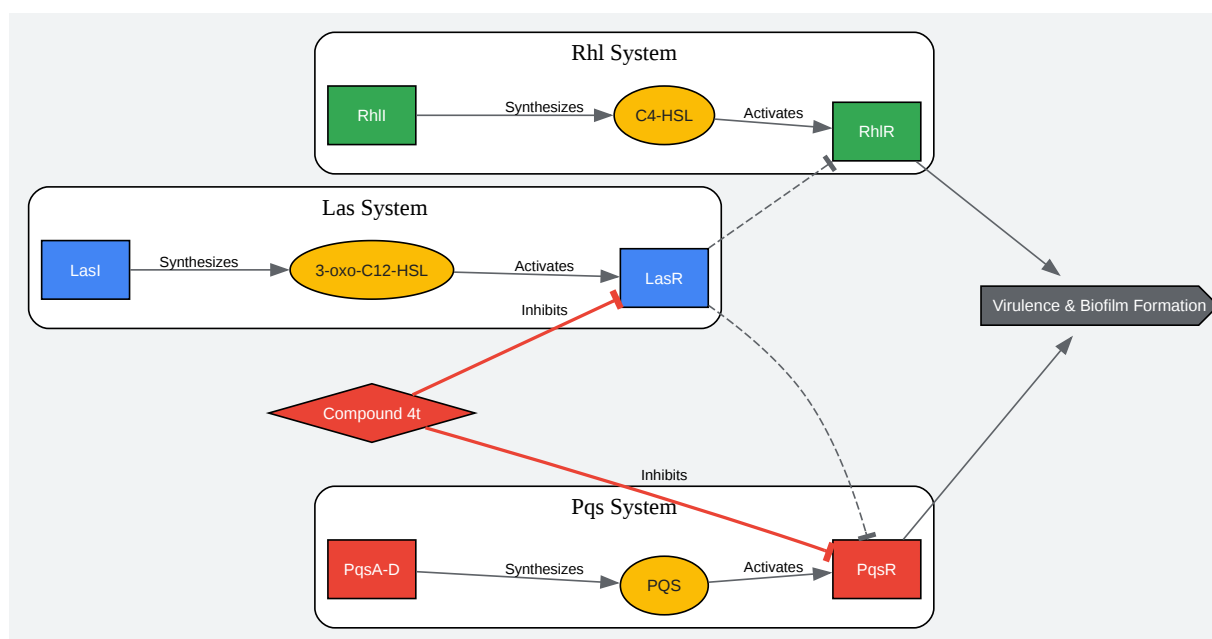 Rhl System
RhlI
Synthesizes
C4-HSL
Activates
RhlR
Las System
LasI
Synthesizes
3-oxo-C12-HSL
Activates
LasR
Inhibits
Virulence & Biofilm Formation
Compound 4t
Inhibits
Pqs System
PqsA-D
Synthesizes
PQS
Activates
PqsR